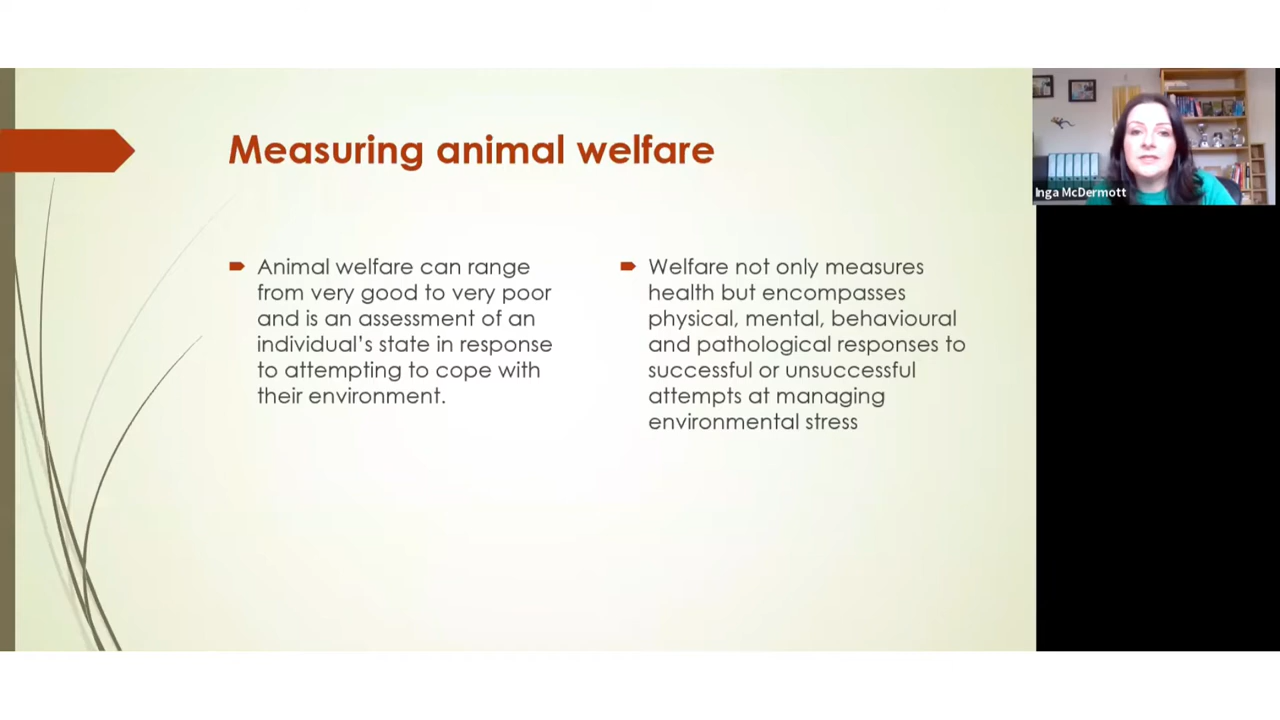 Measuring animal welfare
Animal welfare can range
from very good to very poor
and is an assessment of an
individual's state in response
to attempting to cope with
their environment.
Welfare not only measures
health but encompasses
physical, mental, behavioural
and pathological responses to
successful or unsuccessful
attempts at managing
environmental stress
Inga McDermott